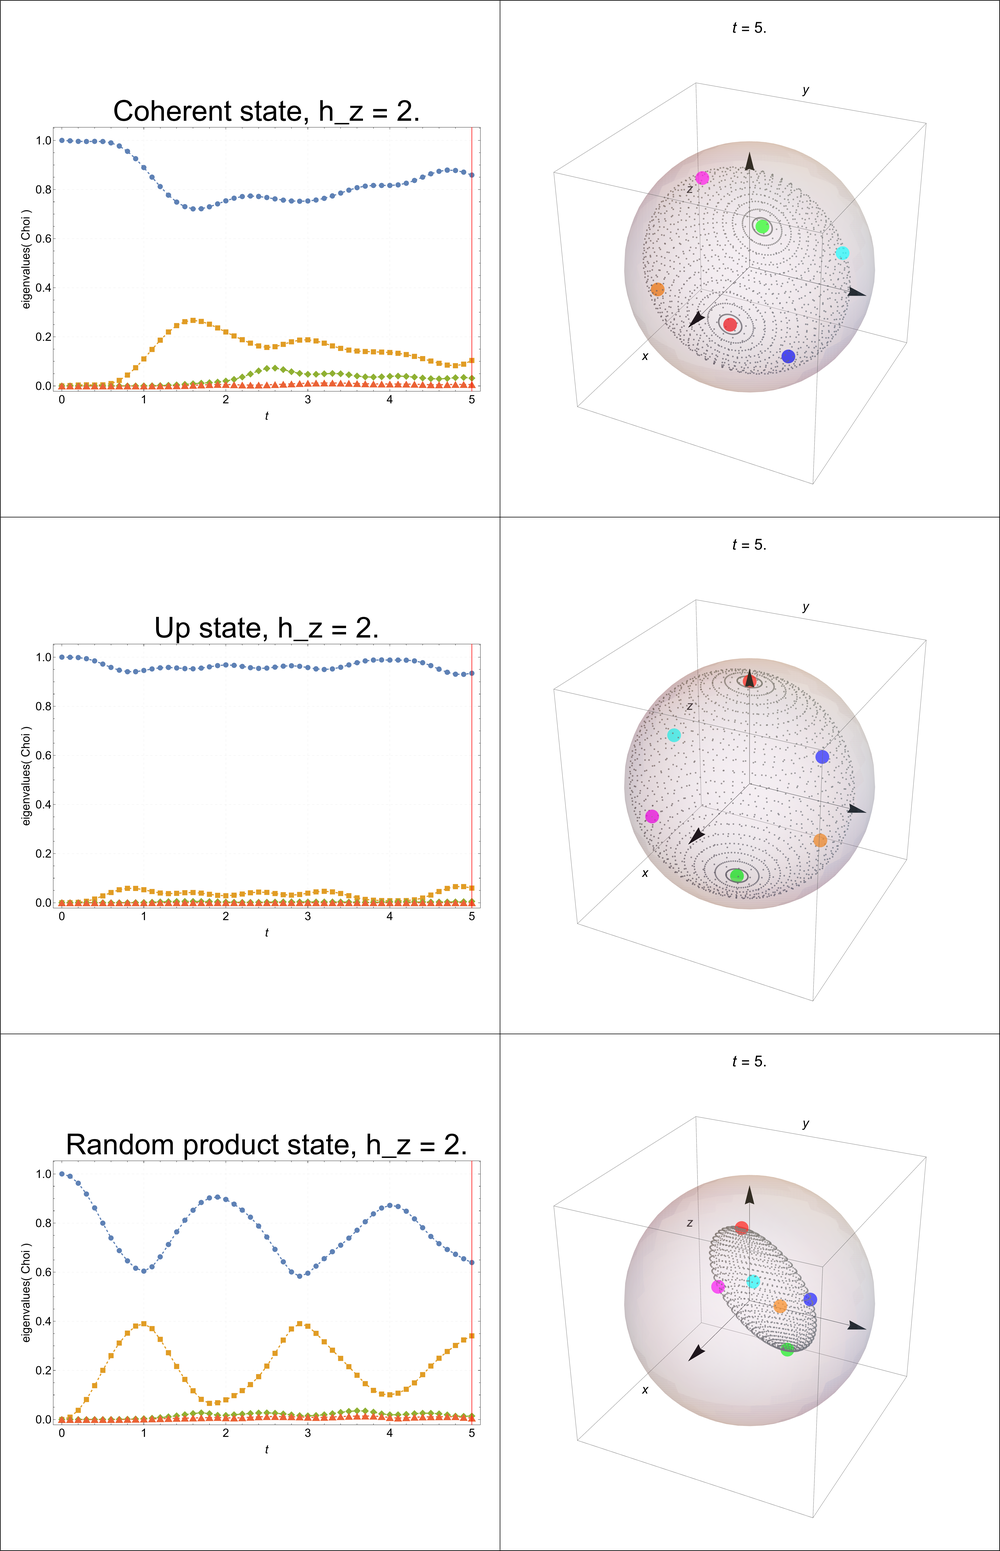 t = 5.
Coherent state, h_z = 2.
1.0
0.8
0.6
0.4
0.2
0.0
eigenvalues( Choi )
0 1 2 3 4 5
t
y
z
x
t = 5.
Up state, h_z = 2.
1.0
0.8
0.6
0.4
0.2
0.0
eigenvalues( Choi )
0 1 2 3 4 5
t
y
z
x
t = 5.
Random product state, h_z = 2.
1.0
0.8
0.6
0.4
0.2
0.0
eigenvalues( Choi )
0 1 2 3 4 5
t
y
z
x